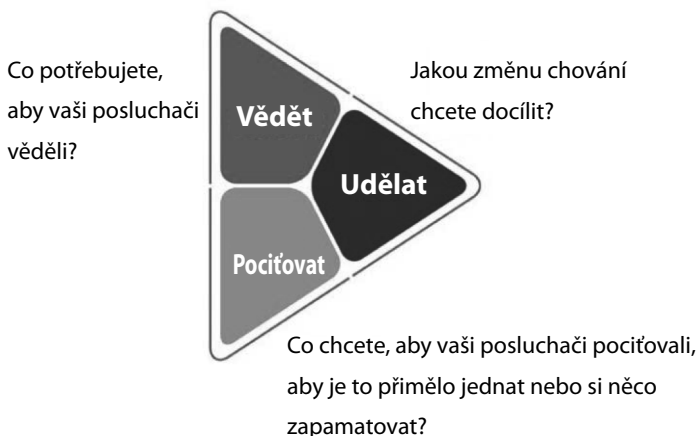 Co potřebujete,
aby vaši posluchači
věděli?
Vědět
Jakou změnu chování
chcete docílit?
Udělat
Pociťovat
Co chcete, aby vaši posluchači pociťovali,
aby je to přimělo jednat nebo si něco
zapamatovat?